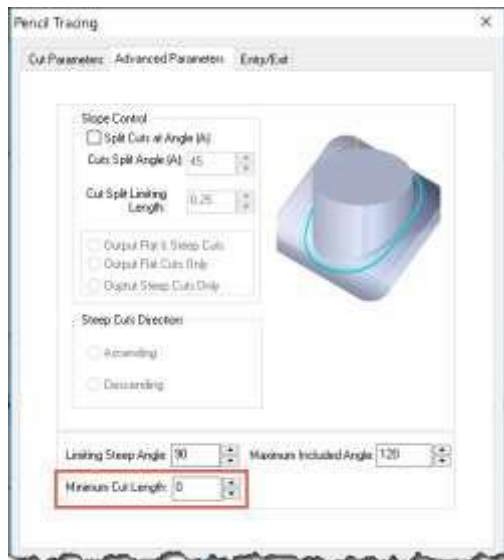 Pencil Tracing
Cut Parameters Advanced Parameters Entry/Exit
Slope Control
Split Cuts at Angle (A)
Cuts Split Angle (A): 45
Cut Split Limiting
Length: 0.25
Output Flat & Steep Cuts
Output Flat Cuts Only
Output Steep Cuts Only
Steep Cuts Direction
Ascending
Descending
Limiting Steep Angle 90 Maximum Included Angle 120
Minimum Cut Length: 0